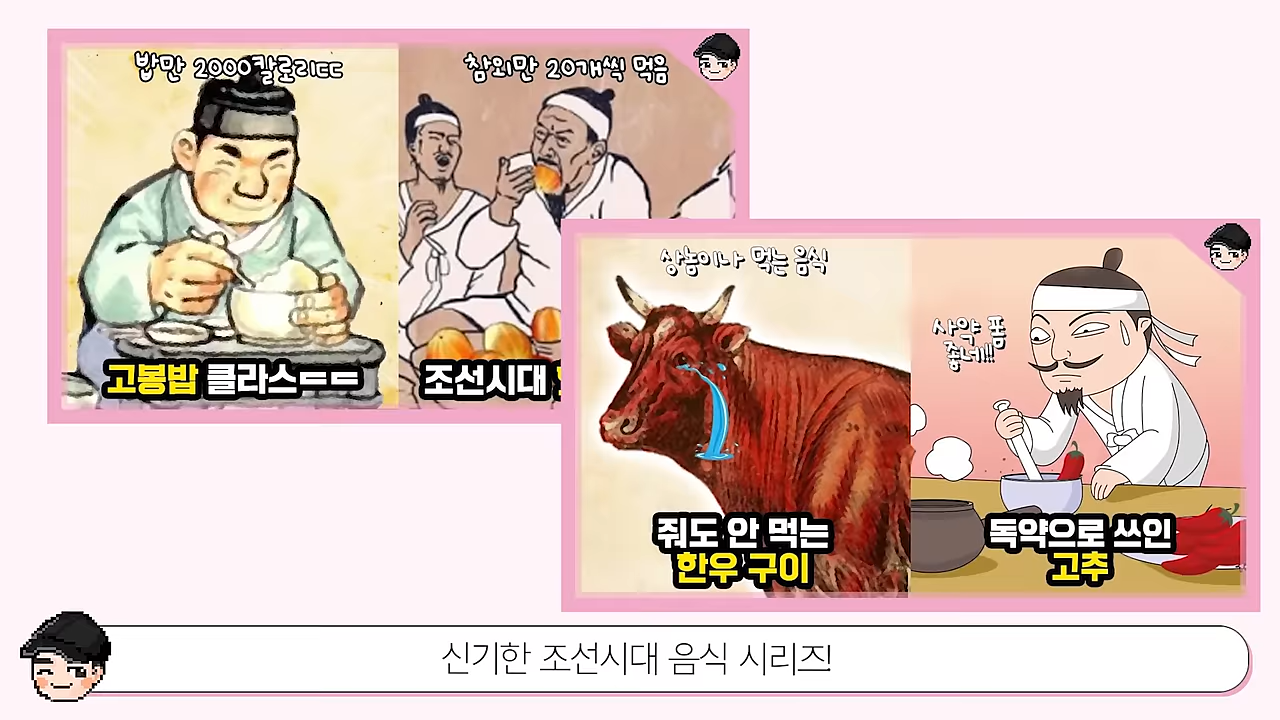 밥만 2000칼로리ㄷㄷ
참외만 20개씩 먹음
고봉밥 클라스ㄷㄷ
조선시대
상놈이나 먹는 음식
사약 폼
좋네!!!
줘도 안 먹는
한우 구이
독약으로 쓰인
고추
신기한 조선시대 음식 시리즈!